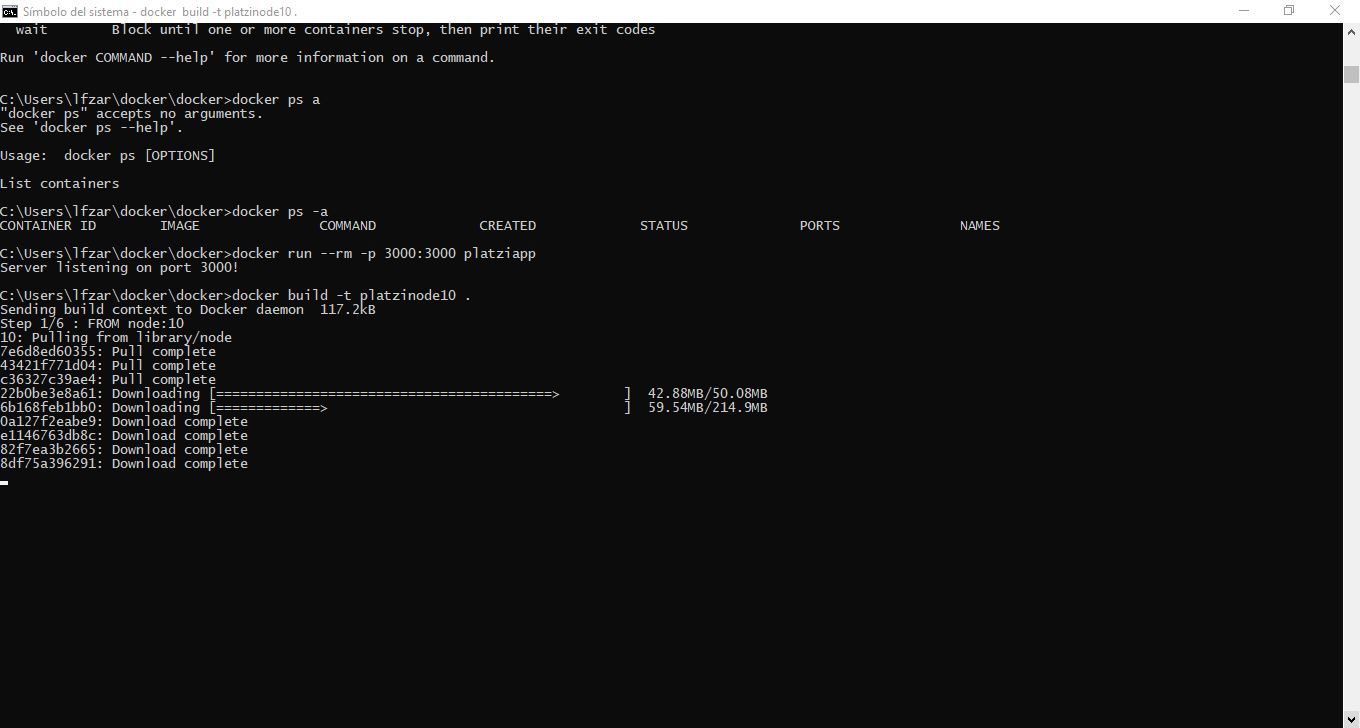 Símbolo del sistema - docker  build -t platzinode10 .
  wait        Block until one or more containers stop, then print their exit codes
Run 'docker COMMAND --help' for more information on a command.
C:\Users\lfzar\docker\docker>docker ps a
"docker ps" accepts no arguments.
See 'docker ps --help'.
Usage:  docker ps [OPTIONS]
List containers
C:\Users\lfzar\docker\docker>docker ps -a
CONTAINER ID        IMAGE               COMMAND             CREATED             STATUS              PORTS               NAMES
C:\Users\lfzar\docker\docker>docker run --rm -p 3000:3000 platziapp
Server listening on port 3000!
C:\Users\lfzar\docker\docker>docker build -t platzinode10 .
Sending build context to Docker daemon  117.2kB
Step 1/6 : FROM node:10
10: Pulling from library/node
7e6d8ed60355: Pull complete
43421f771d04: Pull complete
c36327c39ae4: Pull complete
22b0be3e8a61: Downloading [==========================================>        ]  42.88MB/50.08MB
6b168feb1bb0: Downloading [=============>                                     ]  59.54MB/214.9MB
0a127f2eabe9: Download complete
e1146763db8c: Download complete
82f7ea3b2665: Download complete
8df75a396291: Download complete